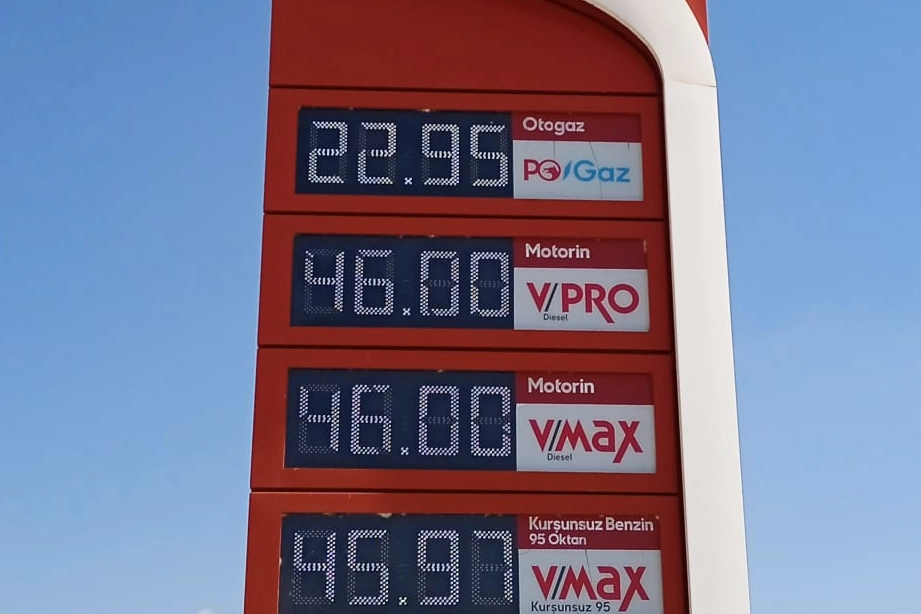 22.95
Otogaz
PO/Gaz
46.00
Motorin
V/PRO
Diesel
46.00
Motorin
V/max
Diesel
45.97
Kurşunsuz Benzin
95 Oktan
V/max
Kurşunsuz 95